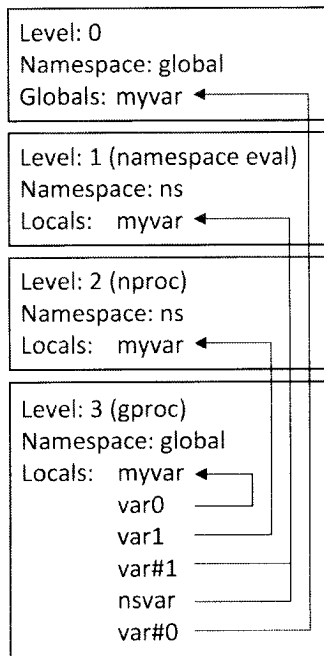 Level: 0
Namespace: global
Globals: myvar
Level: 1 (namespace eval)
Namespace: ns
Locals: myvar
Level: 2 (nproc)
Namespace: ns
Locals: myvar
Level: 3 (gproc)
Namespace: global
Locals: myvar
var0
var1
var#1
nsvar
var#0